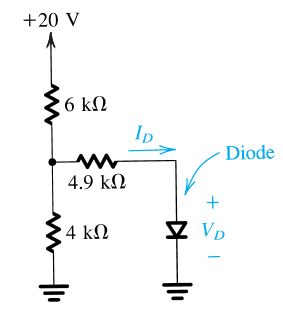 +20 V
6 kΩ
I_D
Diode
4.9 kΩ
+
4 kΩ
V_D
−